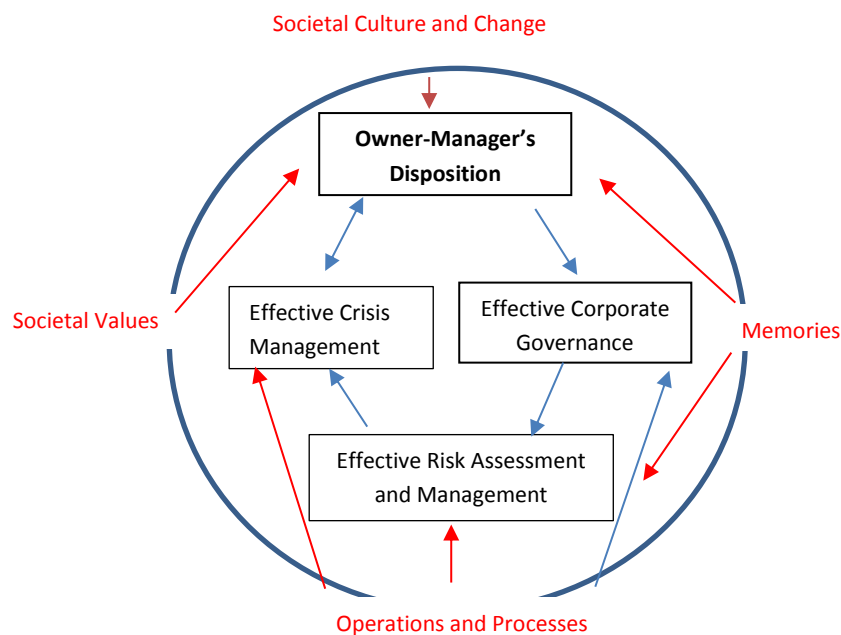 Societal Culture and Change
Owner-Manager’s
Disposition
Effective Crisis
Management
Effective Corporate
Governance
Societal Values
Memories
Effective Risk Assessment
and Management
Operations and Processes